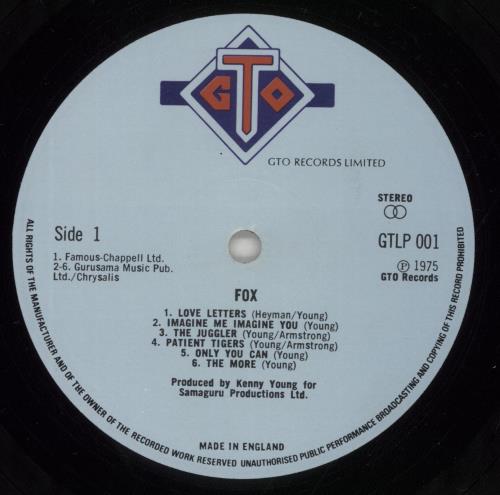 GTO
GTO RECORDS LIMITED
STEREO
Side 1
GTLP 001
1. Famous-Chappell Ltd.
2-6. Gurusama Music Pub.
Ltd./Chrysalis
Ⓟ 1975
GTO Records
FOX
1. LOVE LETTERS (Heyman/Young)
2. IMAGINE ME IMAGINE YOU (Young)
3. THE JUGGLER (Young/Armstrong)
4. PATIENT TIGERS (Young/Armstrong)
5. ONLY YOU CAN (Young)
6. THE MORE (Young)
Produced by Kenny Young for
Samaguru Productions Ltd.
MADE IN ENGLAND
ALL RIGHTS OF THE MANUFACTURER AND OF THE OWNER OF THE RECORDED WORK RESERVED UNAUTHORISED PUBLIC PERFORMANCE BROADCASTING AND COPYING OF THIS RECORD PROHIBITED